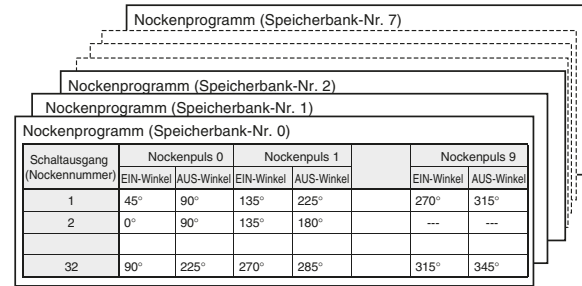 Nockenprogramm (Speicherbank-Nr. 7)
Nockenprogramm (Speicherbank-Nr. 2)
Nockenprogramm (Speicherbank-Nr. 1)
Nockenprogramm (Speicherbank-Nr. 0)
Schaltausgang (Nockennummer) Nockenpuls 0 Nockenpuls 1 Nockenpuls 9
EIN-Winkel AUS-Winkel EIN-Winkel AUS-Winkel EIN-Winkel AUS-Winkel
1 45° 90° 135° 225° 270° 315°
2 0° 90° 135° 180° --- ---
32 90° 225° 270° 285° 315° 345°